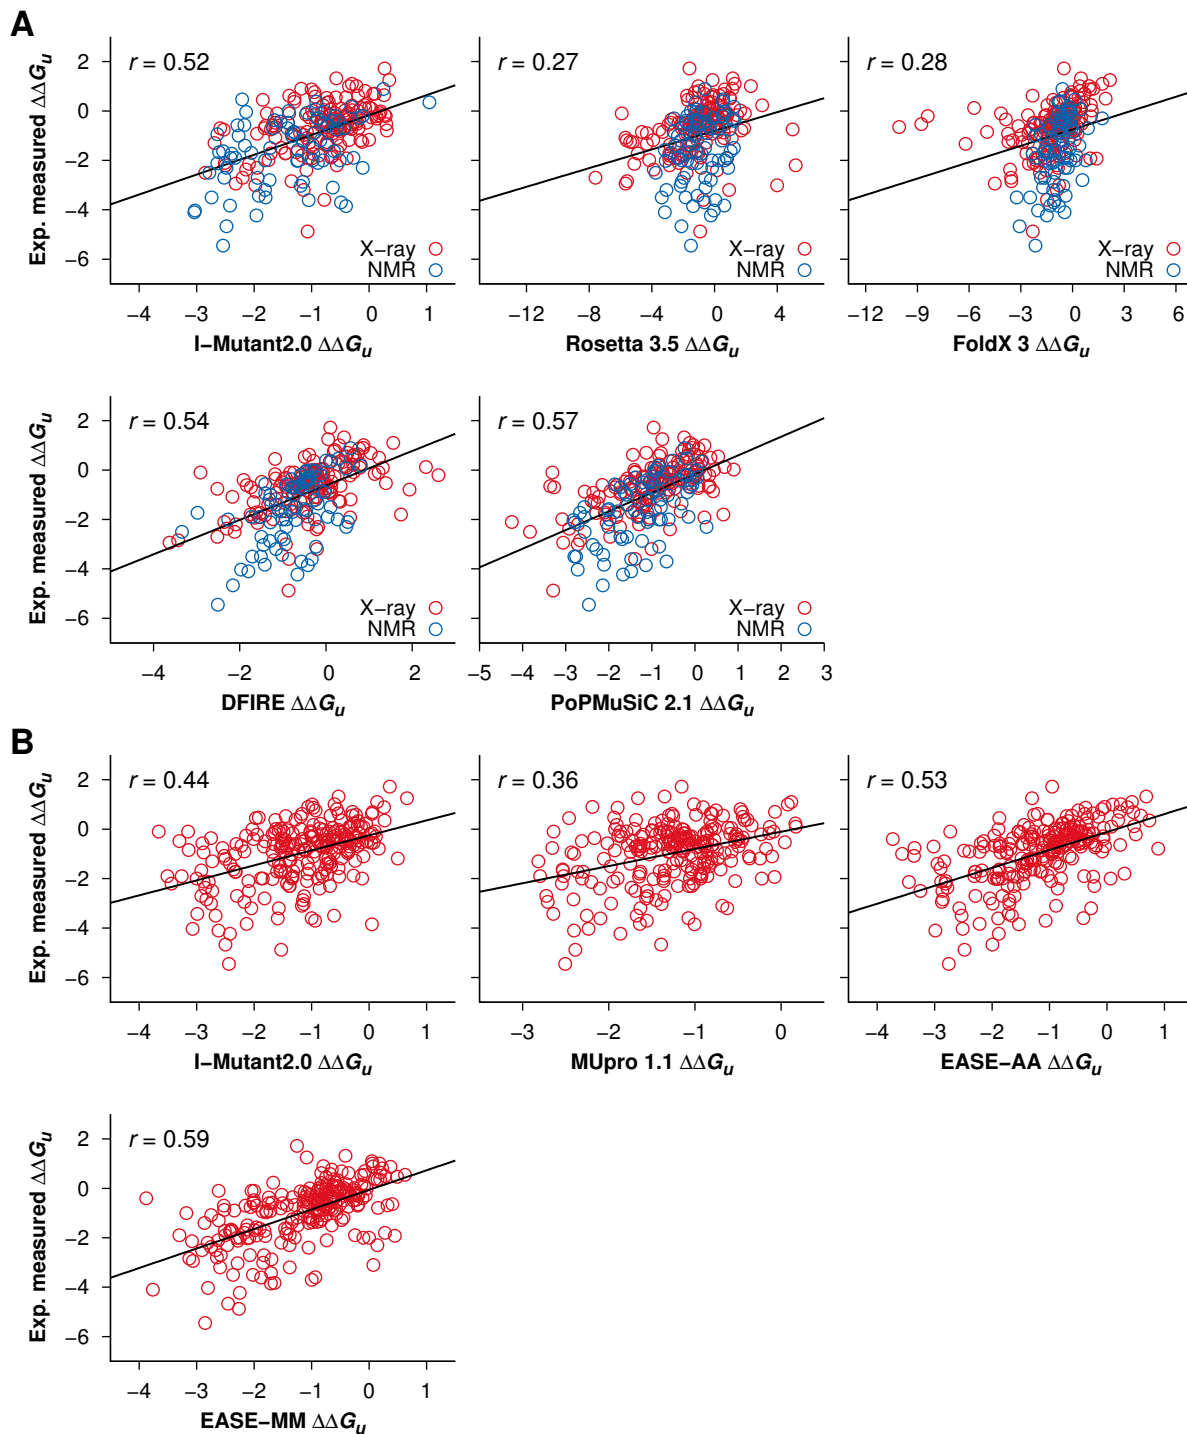 A
Exp. measured ΔΔGu
2
0
−2
−4
−6
r = 0.52
X−ray
NMR
−4 −3 −2 −1 0 1
I−Mutant2.0 ΔΔGu
r = 0.27
X−ray
NMR
−12 −8 −4 0 4
Rosetta 3.5 ΔΔGu
r = 0.28
X−ray
NMR
−12 −9 −6 −3 0 3 6
FoldX 3 ΔΔGu
Exp. measured ΔΔGu
2
0
−2
−4
−6
r = 0.54
X−ray
NMR
−4 −2 0 2
DFIRE ΔΔGu
r = 0.57
X−ray
NMR
−5 −4 −3 −2 −1 0 1 2 3
PoPMuSiC 2.1 ΔΔGu
B
Exp. measured ΔΔGu
2
0
−2
−4
−6
r = 0.44
−4 −3 −2 −1 0 1
I−Mutant2.0 ΔΔGu
r = 0.36
−3 −2 −1 0
MUpro 1.1 ΔΔGu
r = 0.53
−4 −3 −2 −1 0 1
EASE−AA ΔΔGu
Exp. measured ΔΔGu
2
0
−2
−4
−6
r = 0.59
−4 −3 −2 −1 0 1
EASE−MM ΔΔGu